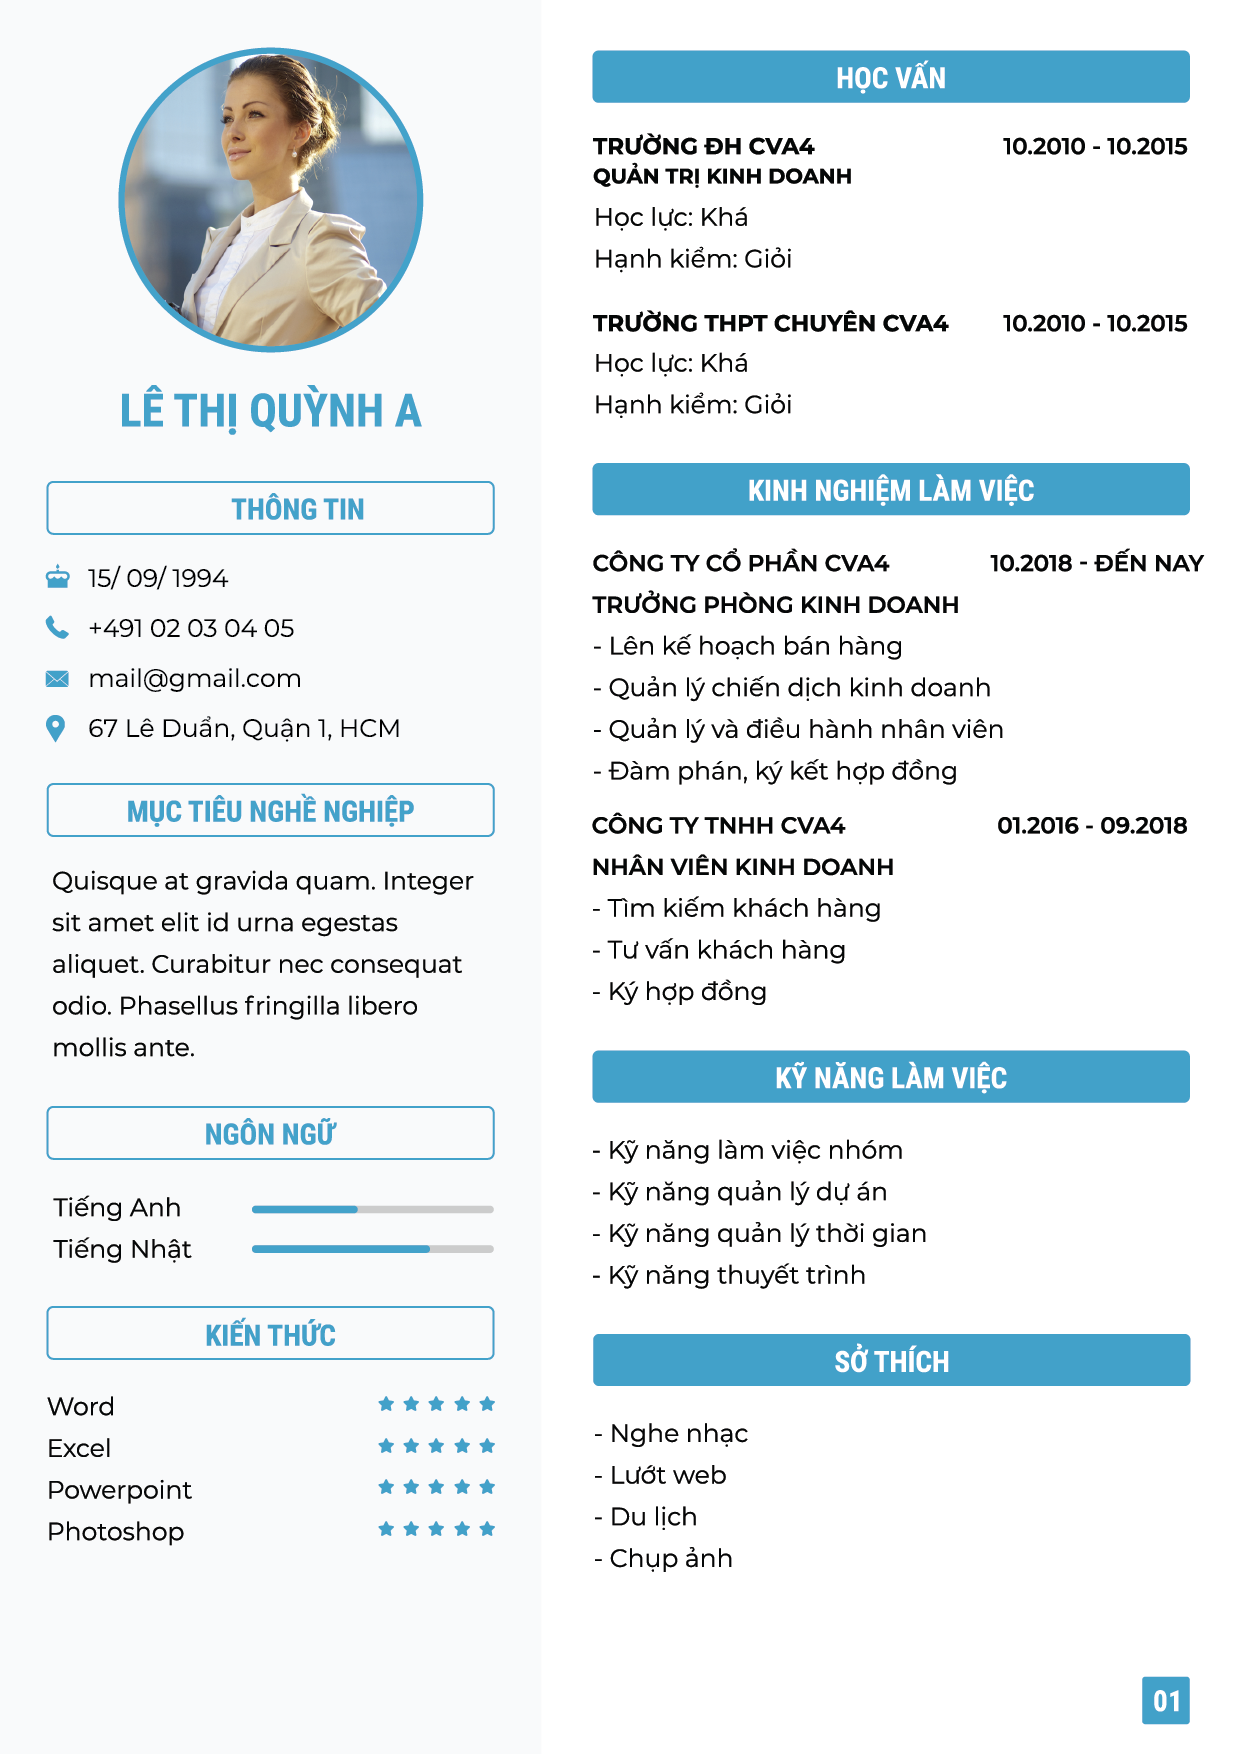 LÊ THỊ QUỲNH A
THÔNG TIN
15/ 09/ 1994
+491 02 03 04 05
mail@gmail.com
67 Lê Duẩn, Quận 1, HCM
MỤC TIÊU NGHỀ NGHIỆP
Quisque at gravida quam. Integer
sit amet elit id urna egestas
aliquet. Curabitur nec consequat
odio. Phasellus fringilla libero
mollis ante.
NGÔN NGỮ
Tiếng Anh
Tiếng Nhật
KIẾN THỨC
Word
Excel
Powerpoint
Photoshop
HỌC VẤN
TRƯỜNG ĐH CVA4 10.2010 - 10.2015
QUẢN TRỊ KINH DOANH
Học lực: Khá
Hạnh kiểm: Giỏi
TRƯỜNG THPT CHUYÊN CVA4 10.2010 - 10.2015
Học lực: Khá
Hạnh kiểm: Giỏi
KINH NGHIỆM LÀM VIỆC
CÔNG TY CỔ PHẦN CVA4 10.2018 - ĐẾN NAY
TRƯỞNG PHÒNG KINH DOANH
- Lên kế hoạch bán hàng
- Quản lý chiến dịch kinh doanh
- Quản lý và điều hành nhân viên
- Đàm phán, ký kết hợp đồng
CÔNG TY TNHH CVA4 01.2016 - 09.2018
NHÂN VIÊN KINH DOANH
- Tìm kiếm khách hàng
- Tư vấn khách hàng
- Ký hợp đồng
KỸ NĂNG LÀM VIỆC
- Kỹ năng làm việc nhóm
- Kỹ năng quản lý dự án
- Kỹ năng quản lý thời gian
- Kỹ năng thuyết trình
SỞ THÍCH
- Nghe nhạc
- Lướt web
- Du lịch
- Chụp ảnh
01